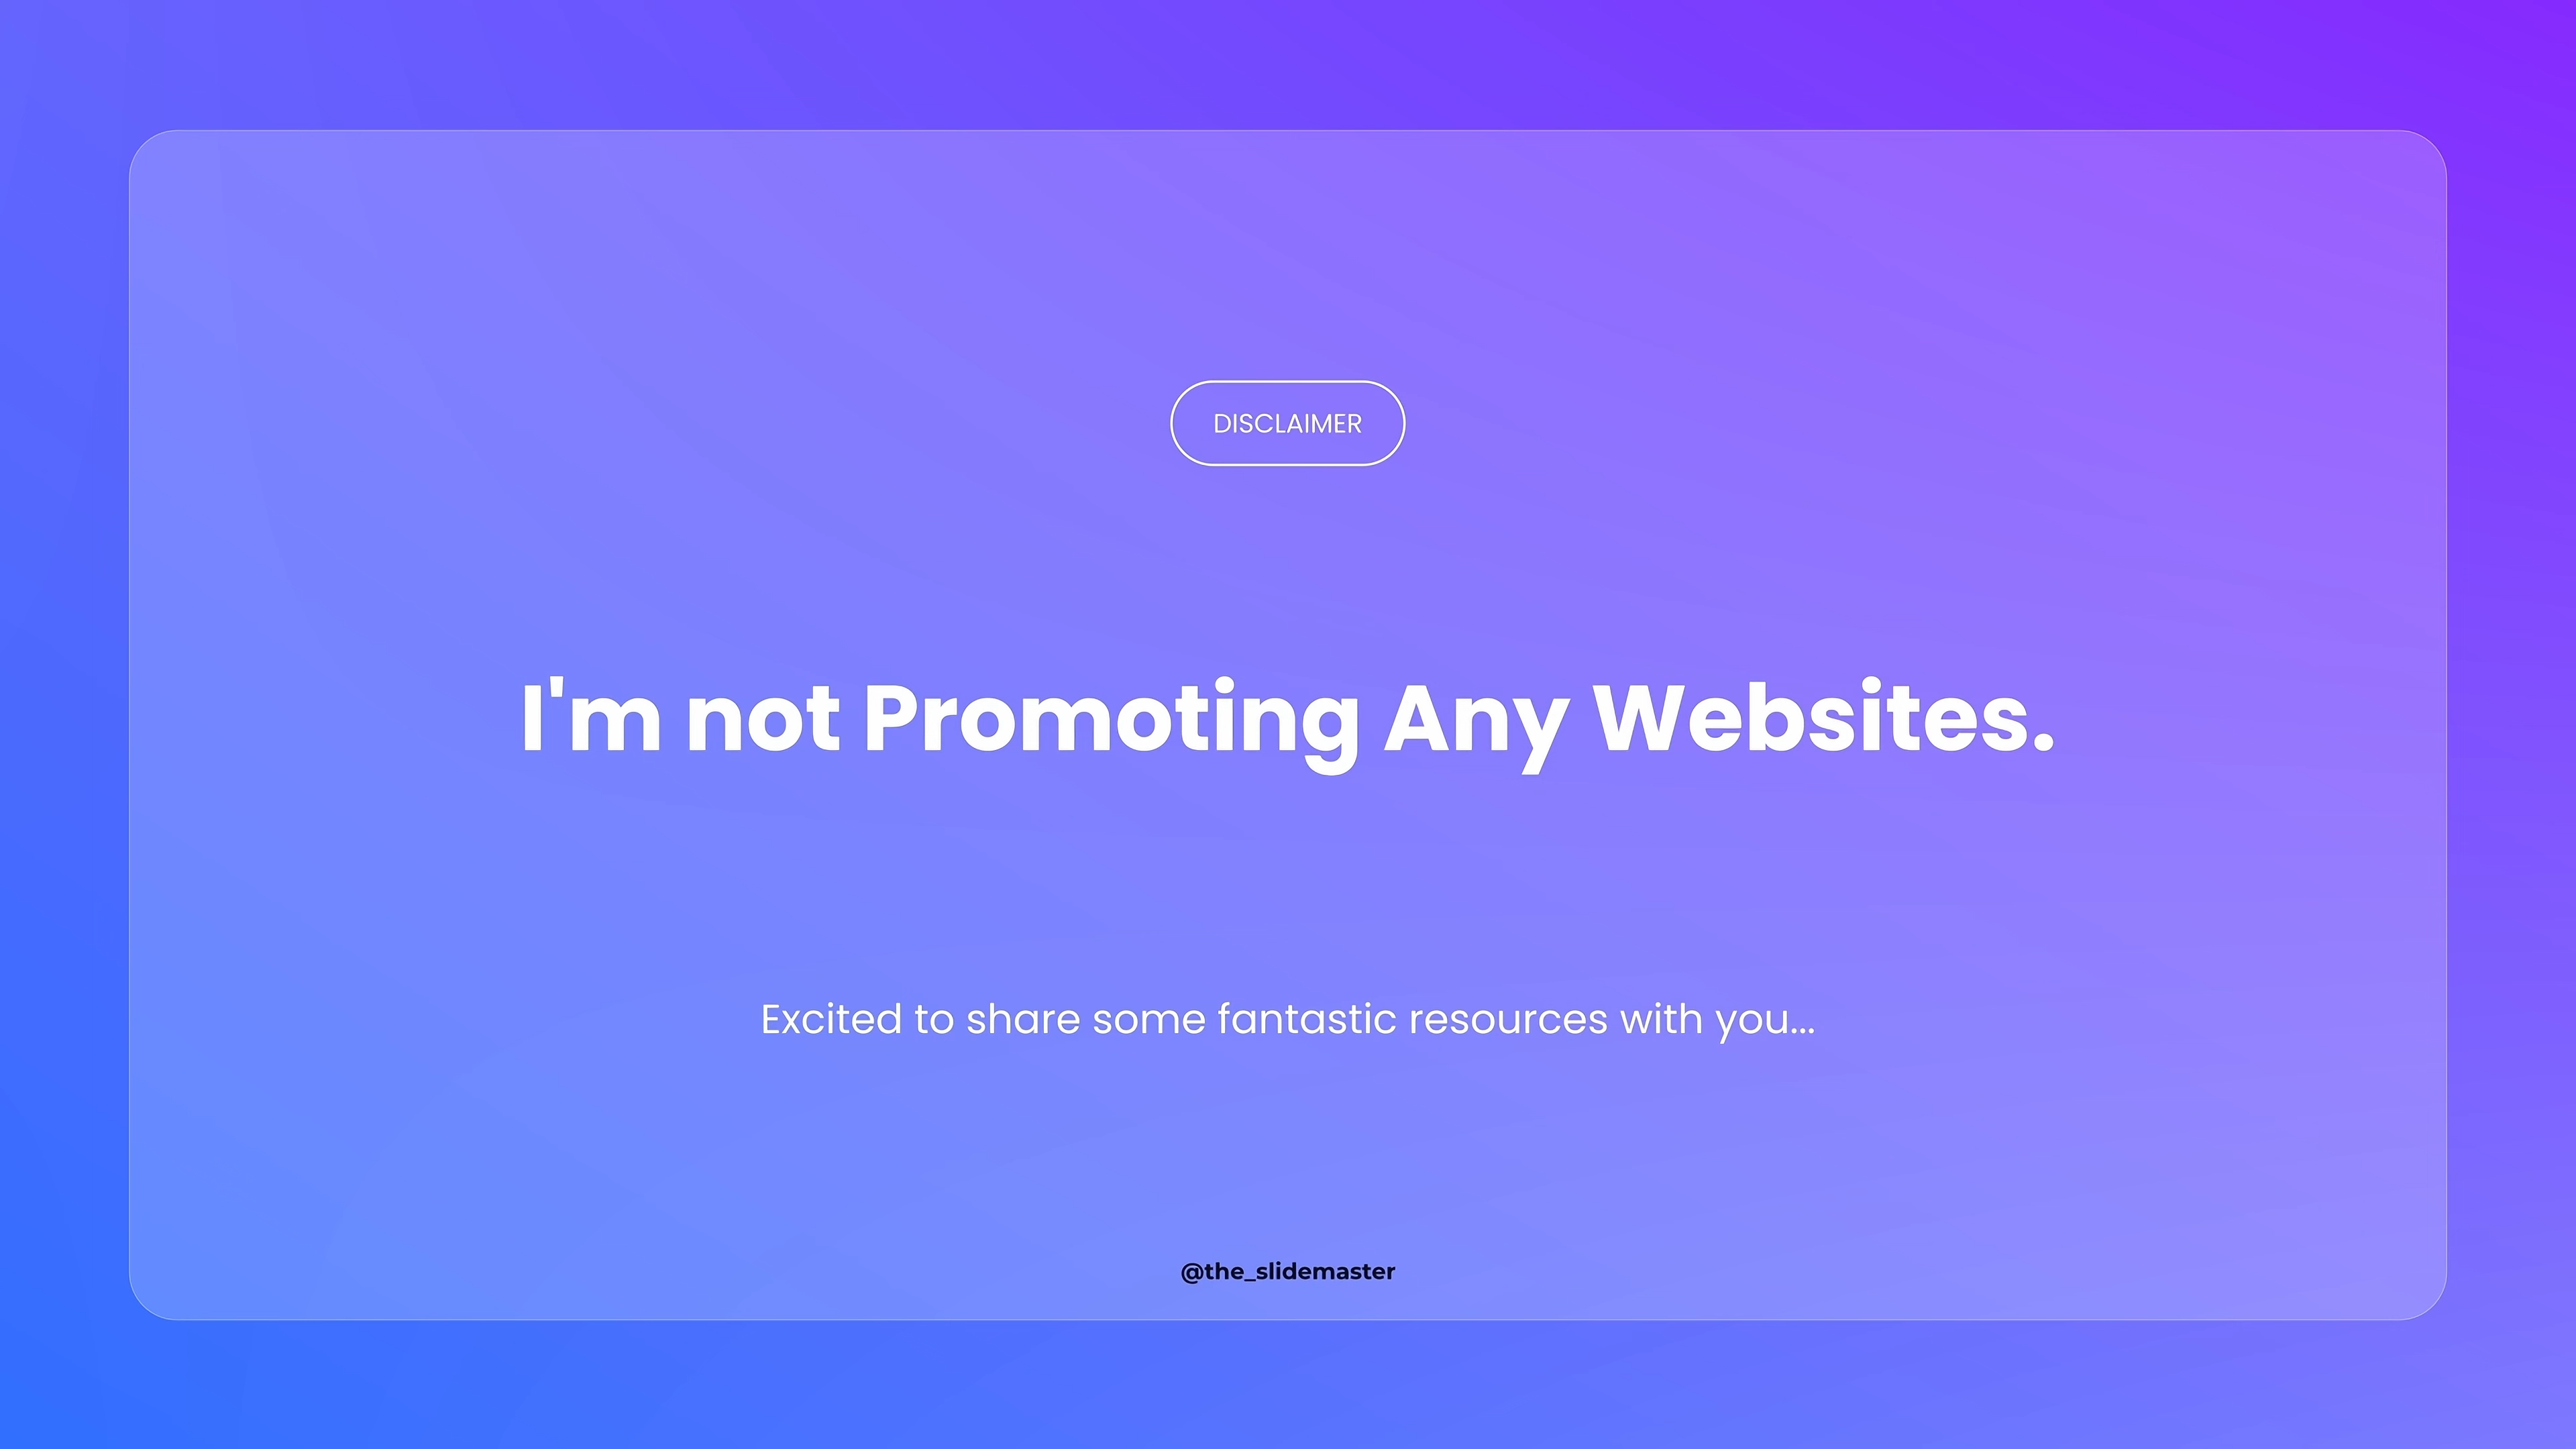 DISCLAIMER
I'm not Promoting Any Websites.
Excited to share some fantastic resources with you...
@the_slidemaster